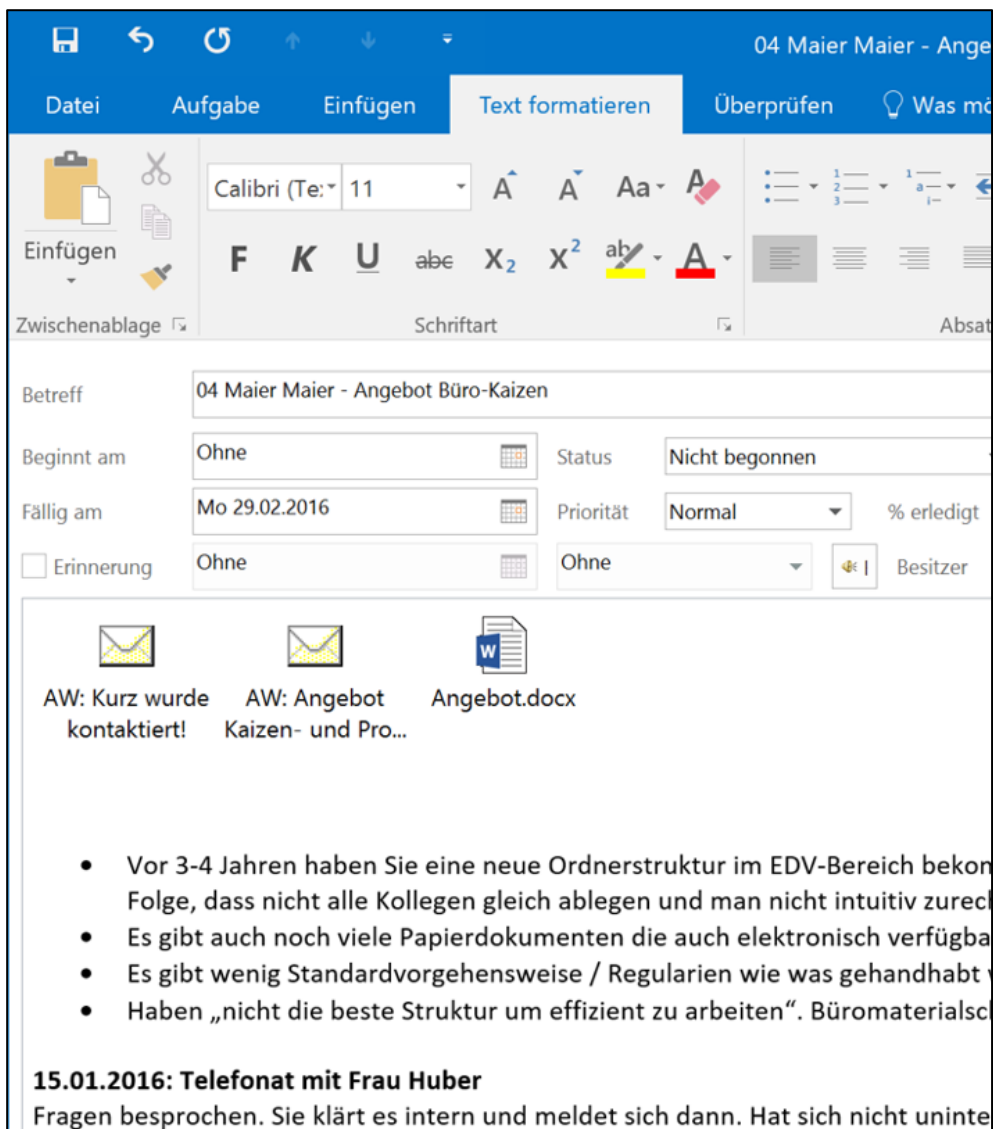 04 Maier Maier - Ange
Datei Aufgabe Einfügen Text formatieren Überprüfen Was mö
Calibri (Te: 11 A A Aa A
Einfügen F K U abc X₂ X² ab A
Zwischenablage Schriftart Absat
Betreff 04 Maier Maier - Angebot Büro-Kaizen
Beginnt am Ohne Status Nicht begonnen
Fällig am Mo 29.02.2016 Priorität Normal % erledigt
Erinnerung Ohne Ohne Besitzer
AW: Kurz wurde kontaktiert!
AW: Angebot Kaizen- und Pro...
Angebot.docx
• Vor 3-4 Jahren haben Sie eine neue Ordnerstruktur im EDV-Bereich bekom
Folge, dass nicht alle Kollegen gleich ablegen und man nicht intuitiv zurech
• Es gibt auch noch viele Papierdokumenten die auch elektronisch verfügba
• Es gibt wenig Standardvorgehensweise / Regularien wie was gehandhabt w
• Haben „nicht die beste Struktur um effizient zu arbeiten“. Büromaterialsc
15.01.2016: Telefonat mit Frau Huber
Fragen besprochen. Sie klärt es intern und meldet sich dann. Hat sich nicht uninte